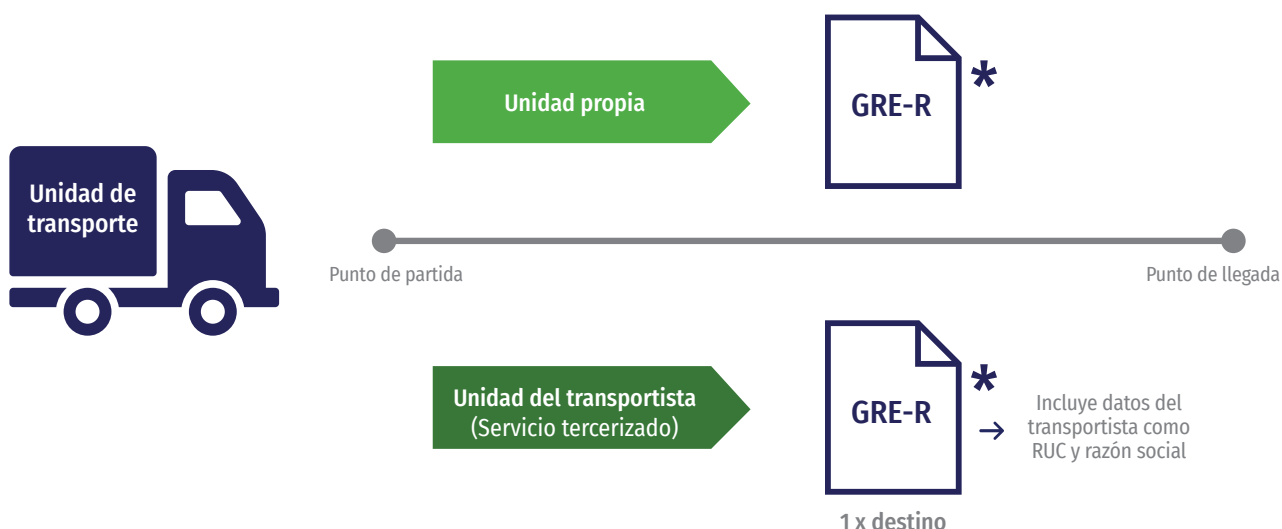 Unidad propia
GRE-R
*
Unidad de
transporte
Punto de partida
Punto de llegada
Unidad del transportista
(Servicio tercerizado)
GRE-R
*
→ Incluye datos del
transportista como
RUC y razón social
1 x destino